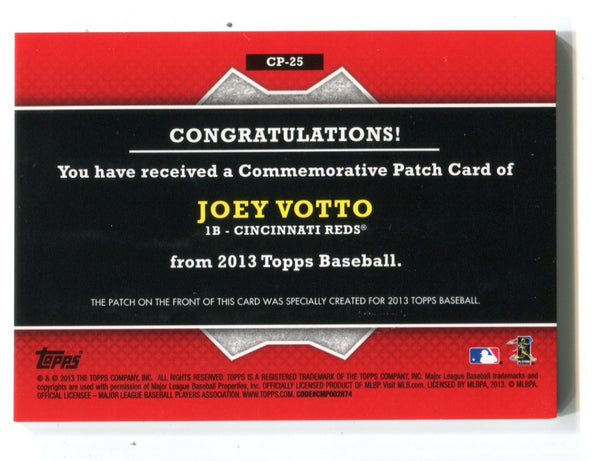 CP-25
CONGRATULATIONS!
You have received a Commemorative Patch Card of
JOEY VOTTO
1B - CINCINNATI REDS®
from 2013 Topps Baseball.
THE PATCH ON THE FRONT OF THIS CARD WAS SPECIALLY CREATED FOR 2013 TOPPS BASEBALL.
Topps
® & © 2013 THE TOPPS COMPANY, INC. ALL RIGHTS RESERVED. TOPPS IS A REGISTERED TRADEMARK OF THE TOPPS COMPANY, INC. Major League Baseball trademarks and
copyrights are used with permission of Major League Baseball Properties, Inc. OFFICIALLY LICENSED PRODUCT OF MLBP. Visit MLB.com. LICENSED BY MLBPA, 2013. © MLBPA.
OFFICIAL LICENSEE – MAJOR LEAGUE BASEBALL PLAYERS ASSOCIATION. WWW.TOPPS.COM. CODE#CMP002874